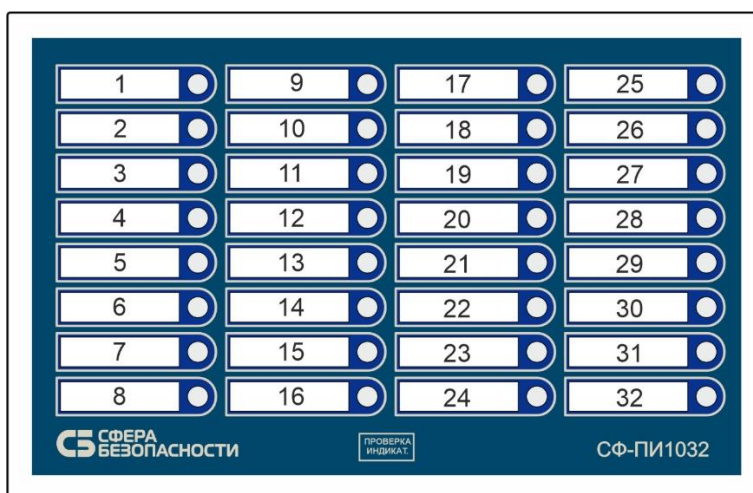 1 9 17 25
2 10 18 26
3 11 19 27
4 12 20 28
5 13 21 29
6 14 22 30
7 15 23 31
8 16 24 32
СБ СФЕРА
БЕЗОПАСНОСТИ
ПРОВЕРКА
ИНДИКАТ.
СФ-ПИ1032